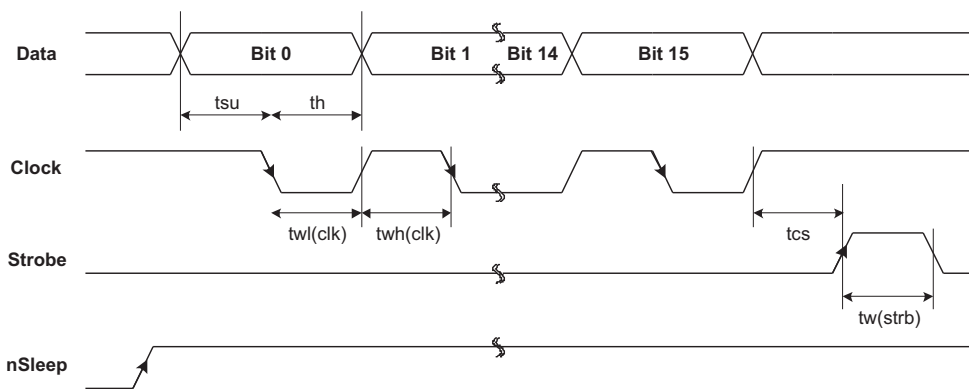 Data
Bit 0
Bit 1
Bit 14
Bit 15
tsu
th
Clock
twl(clk)
twh(clk)
tcs
Strobe
tw(strb)
nSleep